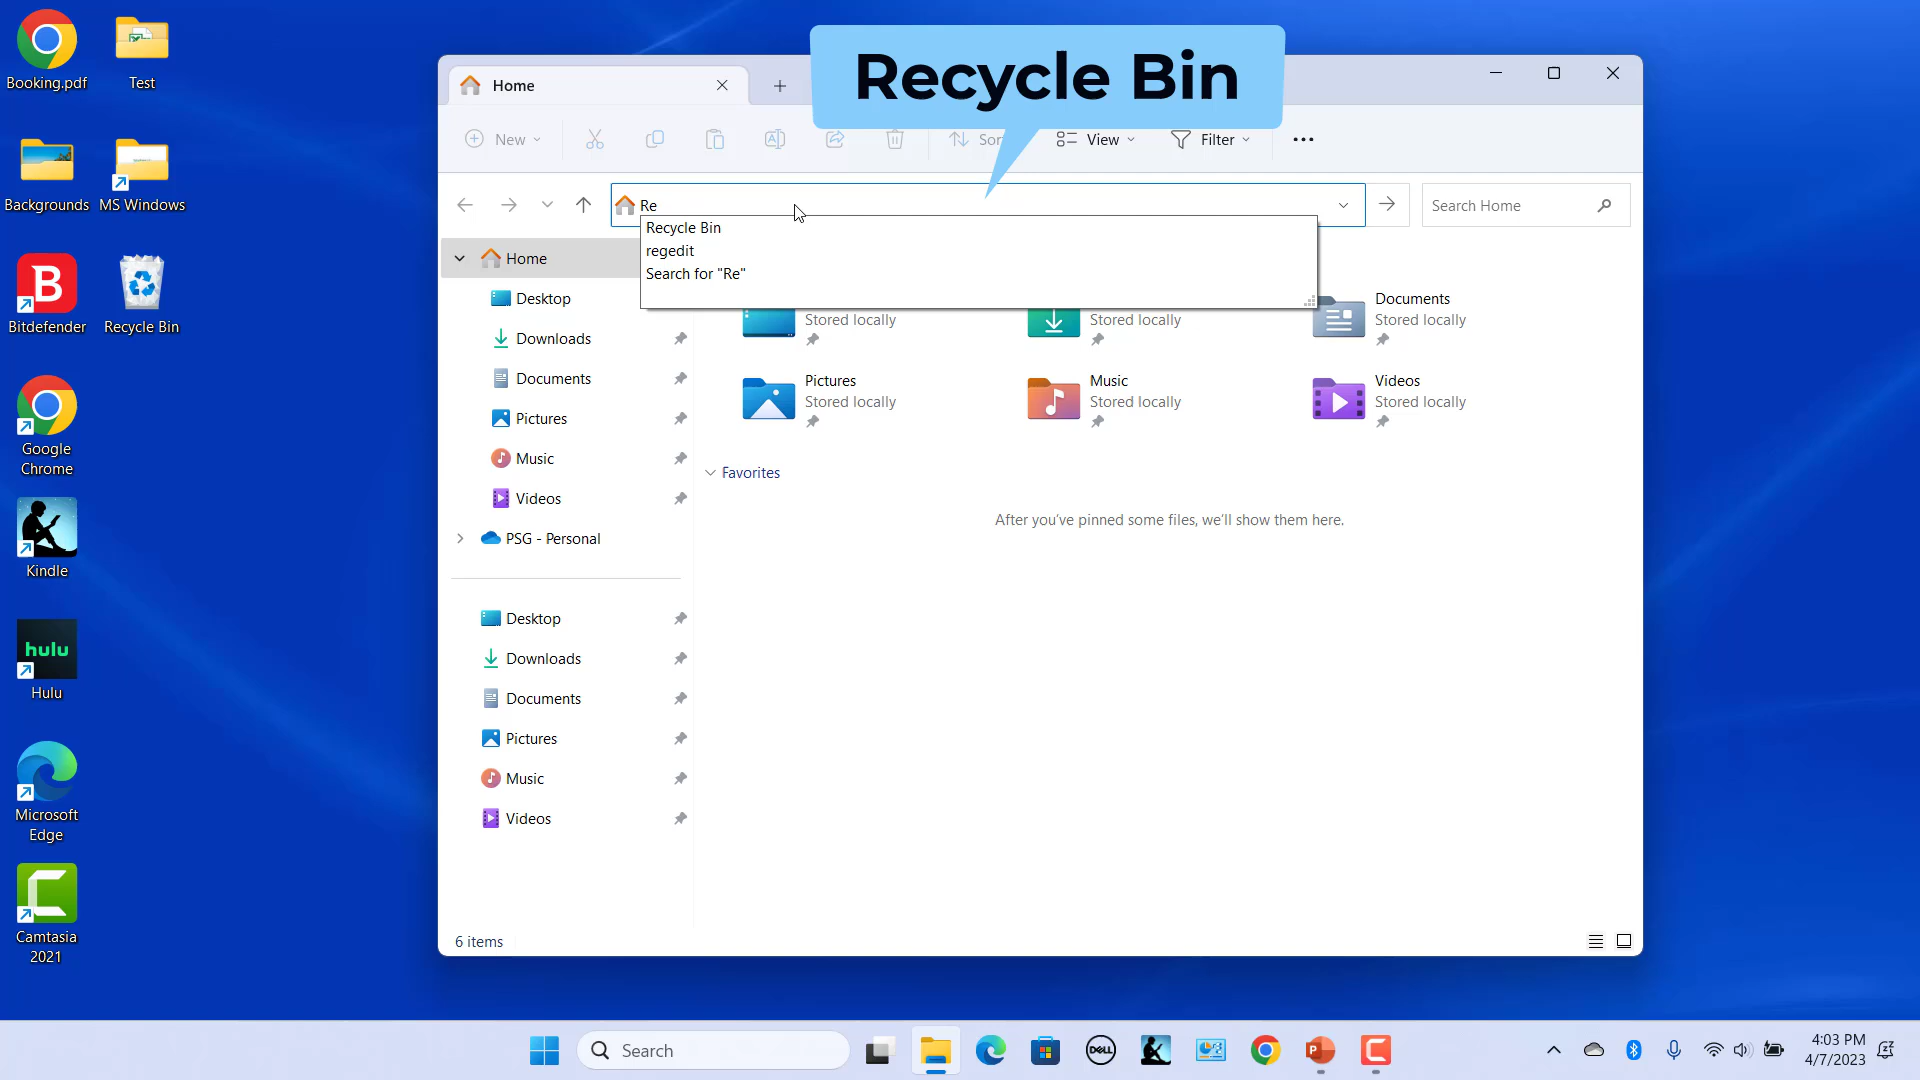 Recycle Bin
Booking.pdf
Test
Backgrounds
MS Windows
Bitdefender
Recycle Bin
Google
Chrome
Kindle
hulu
Hulu
Microsoft
Edge
Camtasia
2021
Home
New
Sor
View
Filter
Re
Search Home
Recycle Bin
regedit
Search for "Re"
Home
Desktop
Downloads
Documents
Pictures
Music
Videos
PSG - Personal
Desktop
Downloads
Documents
Pictures
Music
Videos
Stored locally
Stored locally
Documents
Stored locally
Pictures
Stored locally
Music
Stored locally
Videos
Stored locally
Favorites
After you've pinned some files, we'll show them here.
6 items
Search
DELL
4:03 PM
4/7/2023